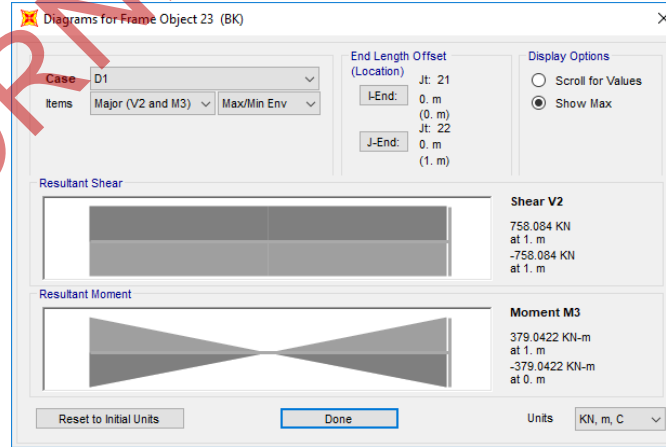 Diagrams for Frame Object 23 (BK)
Case D1
Items Major (V2 and M3) Max/Min Env
End Length Offset
(Location)
I-End:
Jt: 21
0. m
(0. m)
J-End:
Jt: 22
0. m
(1. m)
Display Options
Scroll for Values
Show Max
Resultant Shear
Shear V2
758.084 KN
at 1. m
-758.084 KN
at 1. m
Resultant Moment
Moment M3
379.0422 KN-m
at 1. m
-379.0422 KN-m
at 0. m
Reset to Initial Units
Done
Units KN, m, C